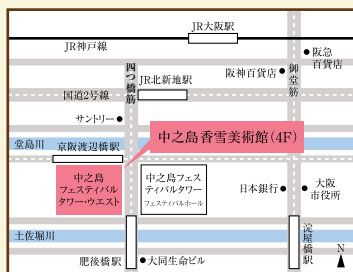 JR大阪駅
JR神戸線
阪急
百貨店
四つ橋筋
阪神百貨店
御堂筋
JR北新地駅
国道2号線
サントリー
中之島香雪美術館(4F)
堂島川
京阪渡辺橋駅
中之島
フェスティバル
タワー・ウエスト
中之島フェス
ティバルタワー
フェスティバルホール
日本銀行
大阪
市役所
土佐堀川
淀屋橋駅
肥後橋駅
大同生命ビル
N